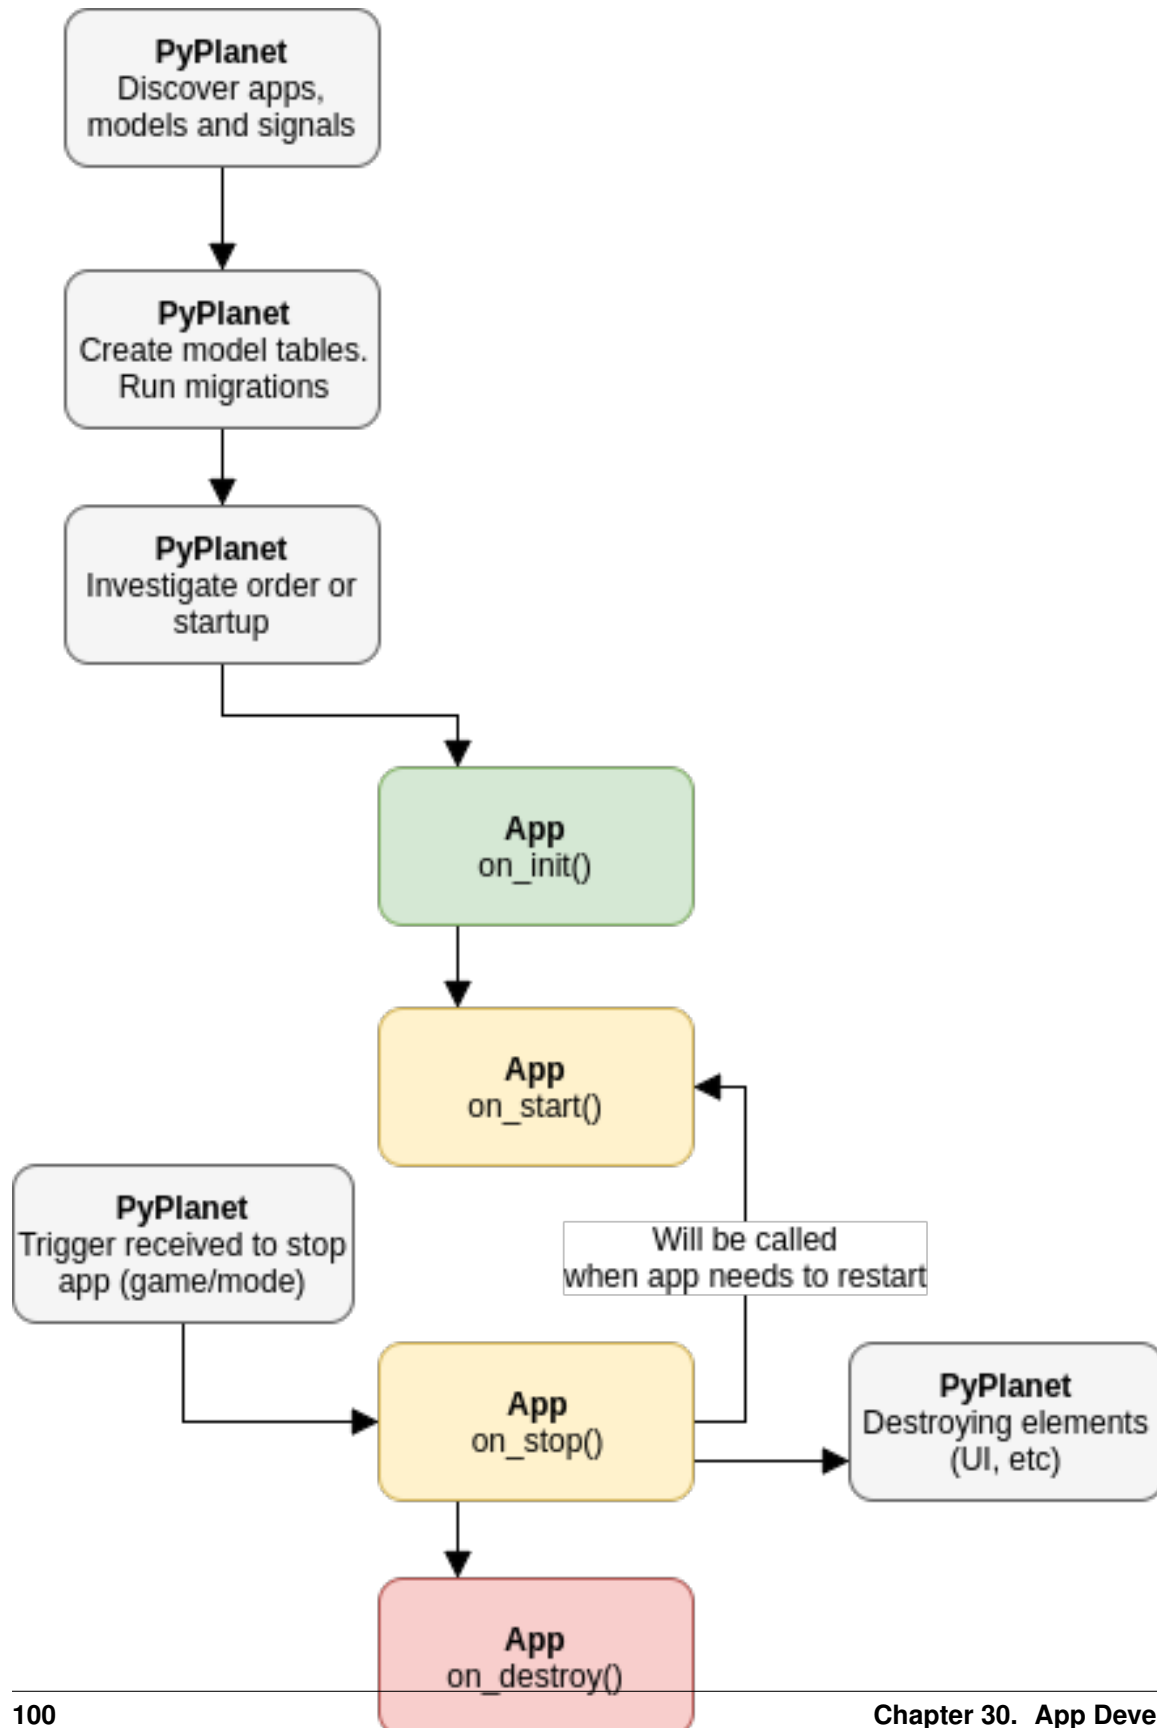 PyPlanet
Discover apps,
models and signals
PyPlanet
Create model tables.
Run migrations
PyPlanet
Investigate order or
startup
App
on_init()
App
on_start()
PyPlanet
Trigger received to stop
app (game/mode)
Will be called
when app needs to restart
App
on_stop()
PyPlanet
Destroying elements
(UI, etc)
App
on_destroy()
100
Chapter 30. App Deve